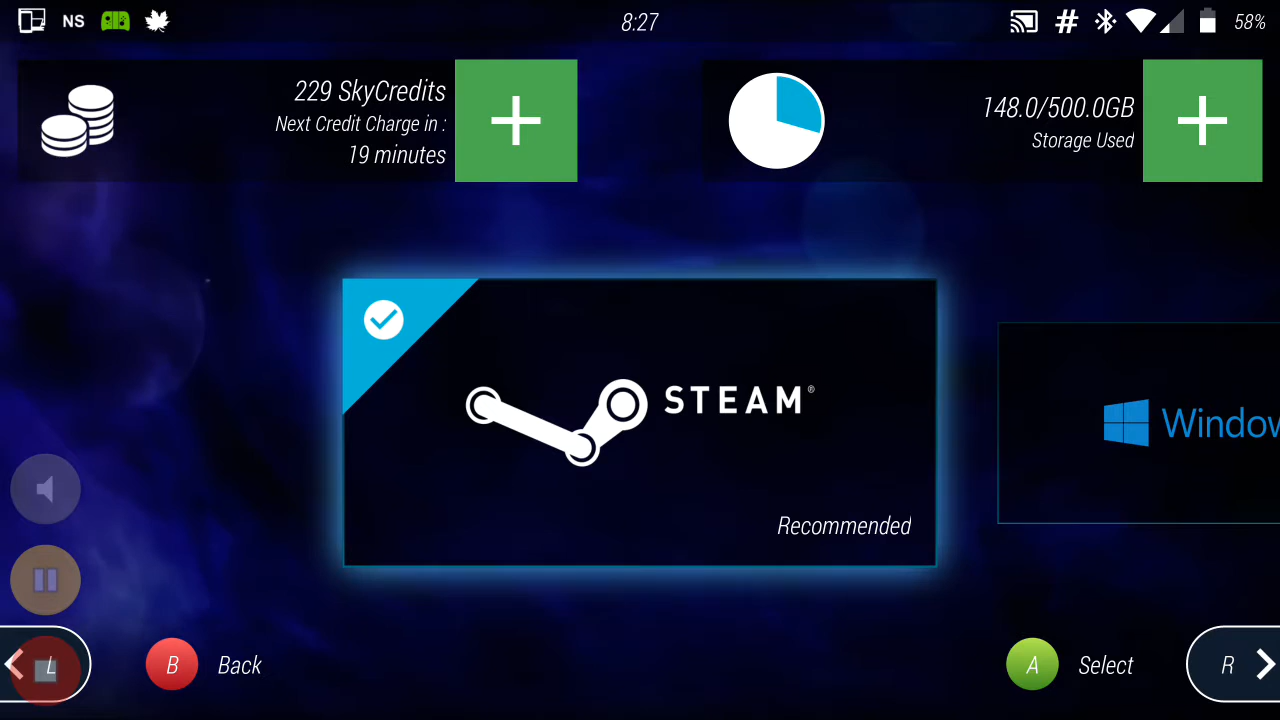 NS
8:27
58%
229 SkyCredits
Next Credit Charge in :
19 minutes
148.0/500.0GB
Storage Used
STEAM®
Windo
Recommended
L
B
Back
A
Select
R